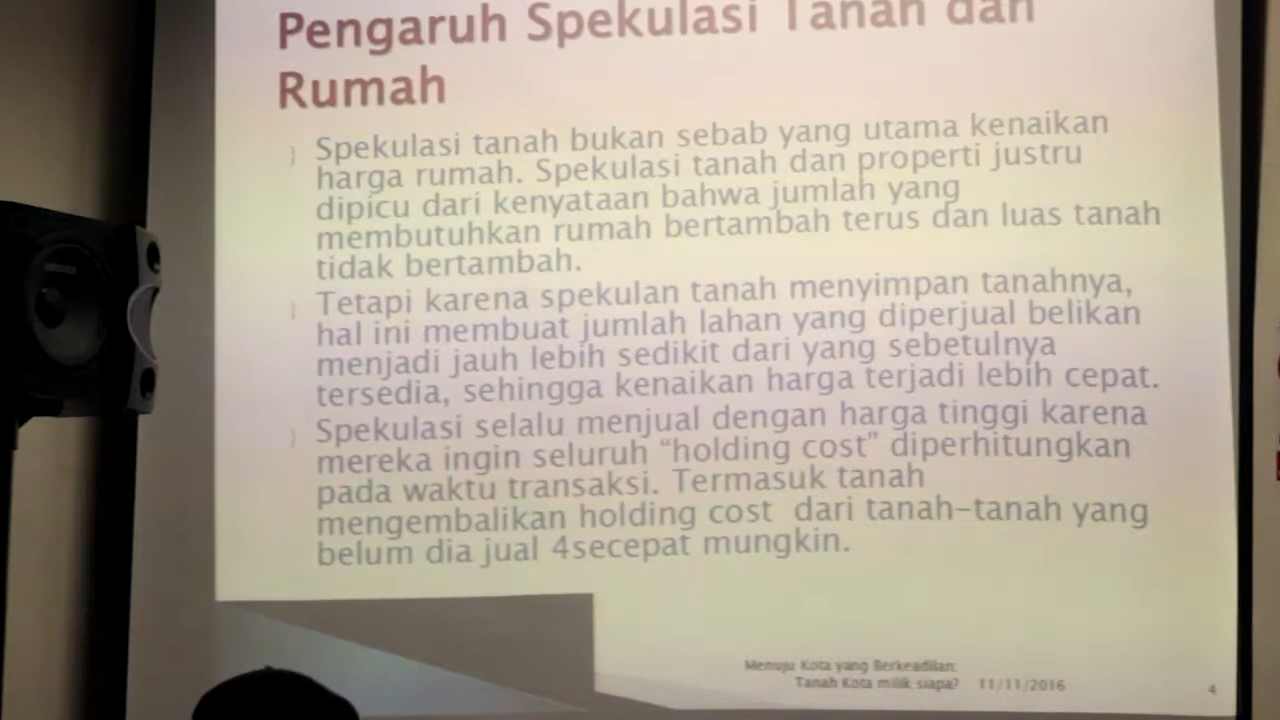 Pengaruh Spekulasi Tanah dan
Rumah
Spekulasi tanah bukan sebab yang utama kenaikan
harga rumah. Spekulasi tanah dan properti justru
dipicu dari kenyataan bahwa jumlah yang
membutuhkan rumah bertambah terus dan luas tanah
tidak bertambah.
Tetapi karena spekulan tanah menyimpan tanahnya,
hal ini membuat jumlah lahan yang diperjual belikan
menjadi jauh lebih sedikit dari yang sebetulnya
tersedia, sehingga kenaikan harga terjadi lebih cepat.
Spekulasi selalu menjual dengan harga tinggi karena
mereka ingin seluruh “holding cost” diperhitungkan
pada waktu transaksi. Termasuk tanah
mengembalikan holding cost dari tanah-tanah yang
belum dia jual 4secepat mungkin.
Menuju Kota yang Berkeadilan:
Tanah Kota milik siapa? 11/11/2016
4